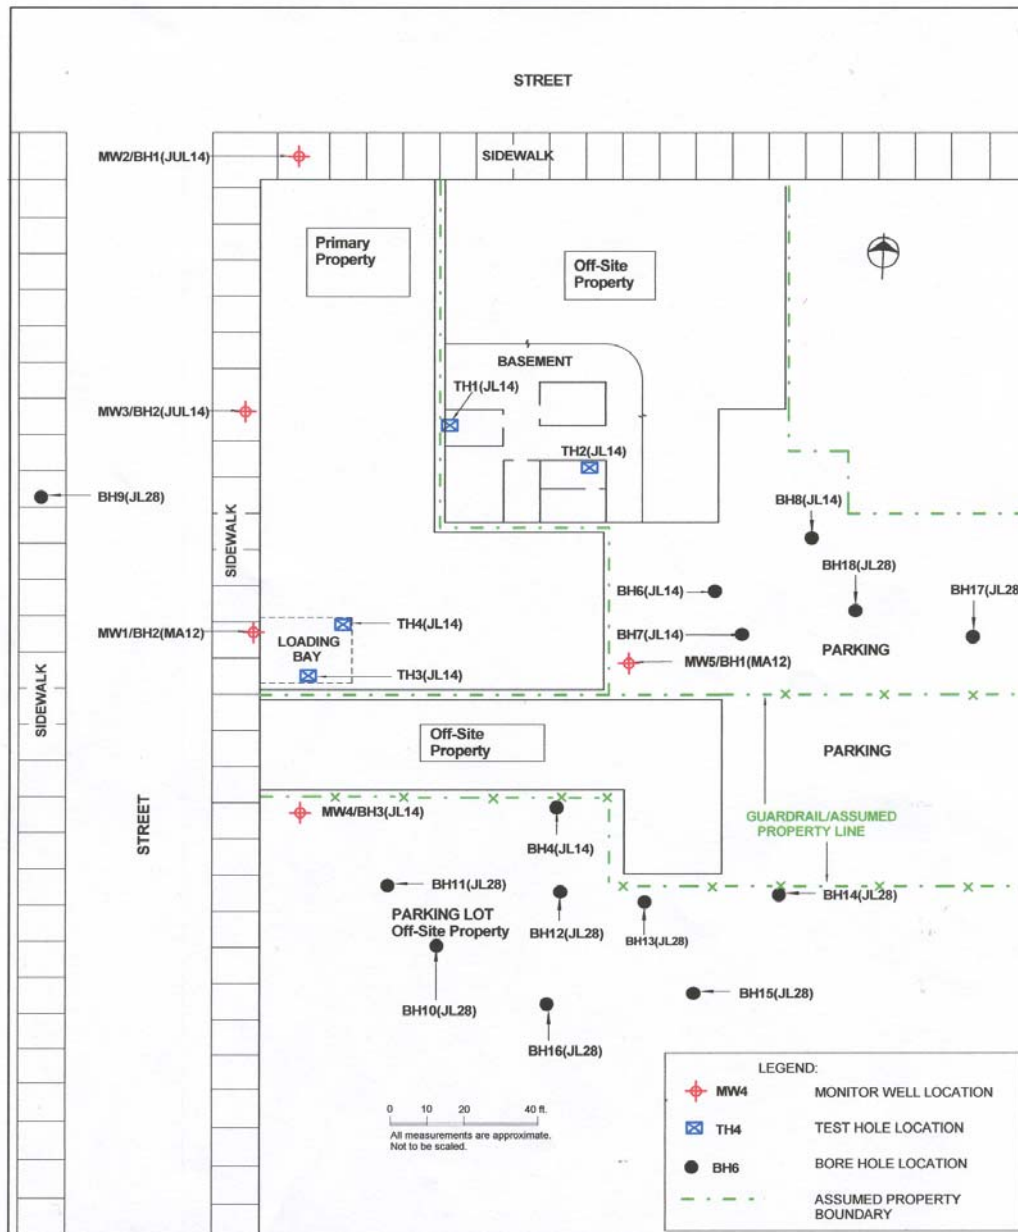 STREET
MW2/BH1(JUL14)
SIDEWALK
Primary
Property
Off-Site
Property
BASEMENT
TH1(JL14)
MW3/BH2(JUL14)
TH2(JL14)
BH8(JL14)
BH9(JL28)
SIDEWALK
BH18(JL28)
BH6(JL14)
BH17(JL28
MW1/BH2(MA12)
TH4(JL14)
BH7(JL14)
LOADING
BAY
PARKING
MW5/BH1(MA12)
TH3(JL14)
SIDEWALK
Off-Site
Property
PARKING
STREET
MW4/BH3(JL14)
GUARDRAIL/ASSUMED
PROPERTY LINE
BH4(JL14)
BH11(JL28)
BH14(JL28)
PARKING LOT
Off-Site Property
BH12(JL28)
BH13(JL28)
BH10(JL28)
BH15(JL28)
BH16(JL28)
LEGEND:
MW4 MONITOR WELL LOCATION
TH4 TEST HOLE LOCATION
BH6 BORE HOLE LOCATION
ASSUMED PROPERTY
BOUNDARY
0 10 20 40 ft.
All measurements are approximate.
Not to be scaled.